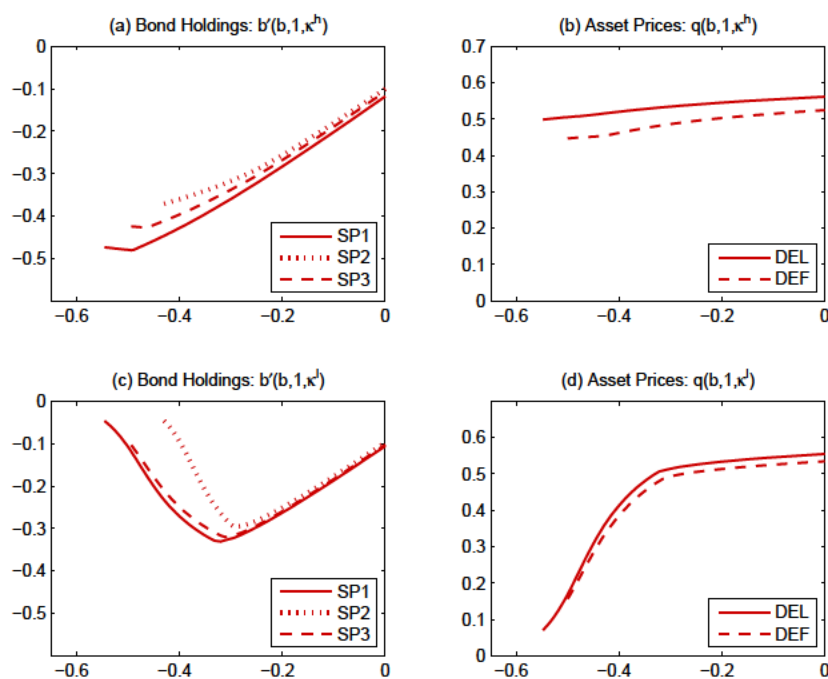 (a) Bond Holdings: b'(b,1,κʰ)
0
−0.1
−0.2
−0.3
−0.4
−0.5
−0.6 −0.4 −0.2 0
SP1
SP2
SP3
(b) Asset Prices: q(b,1,κʰ)
0.7
0.6
0.5
0.4
0.3
0.2
0.1
0
−0.6 −0.4 −0.2 0
DEL
DEF
(c) Bond Holdings: b'(b,1,κˡ)
0
−0.1
−0.2
−0.3
−0.4
−0.5
−0.6 −0.4 −0.2 0
SP1
SP2
SP3
(d) Asset Prices: q(b,1,κˡ)
0.6
0.5
0.4
0.3
0.2
0.1
0
−0.6 −0.4 −0.2 0
DEL
DEF